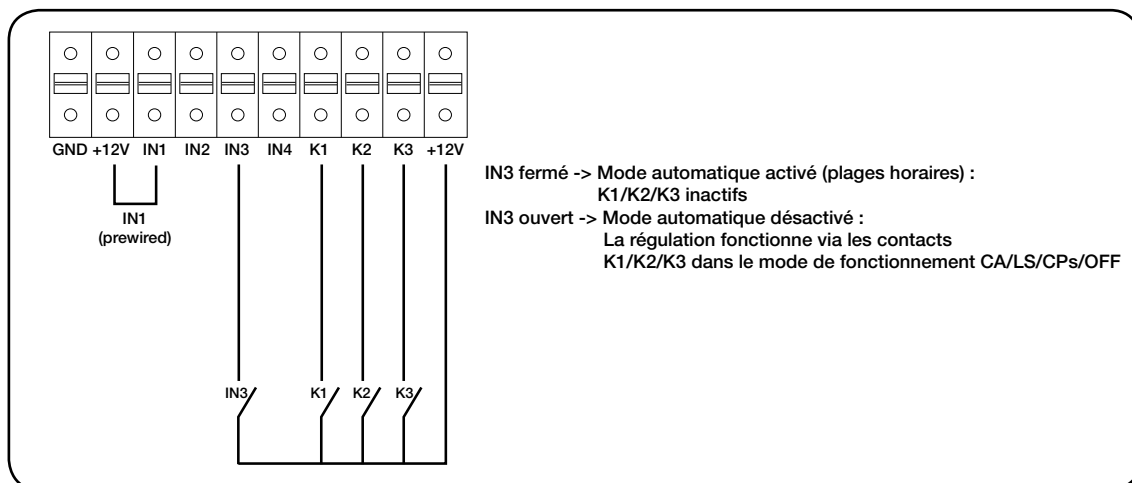 GND +12V IN1 IN2 IN3 IN4 K1 K2 K3 +12V
IN1
(prewired)
IN3 fermé -> Mode automatique activé (plages horaires) :
K1/K2/K3 inactifs
IN3 ouvert -> Mode automatique désactivé :
La régulation fonctionne via les contacts
K1/K2/K3 dans le mode de fonctionnement CA/LS/CPs/OFF
IN3 K1 K2 K3